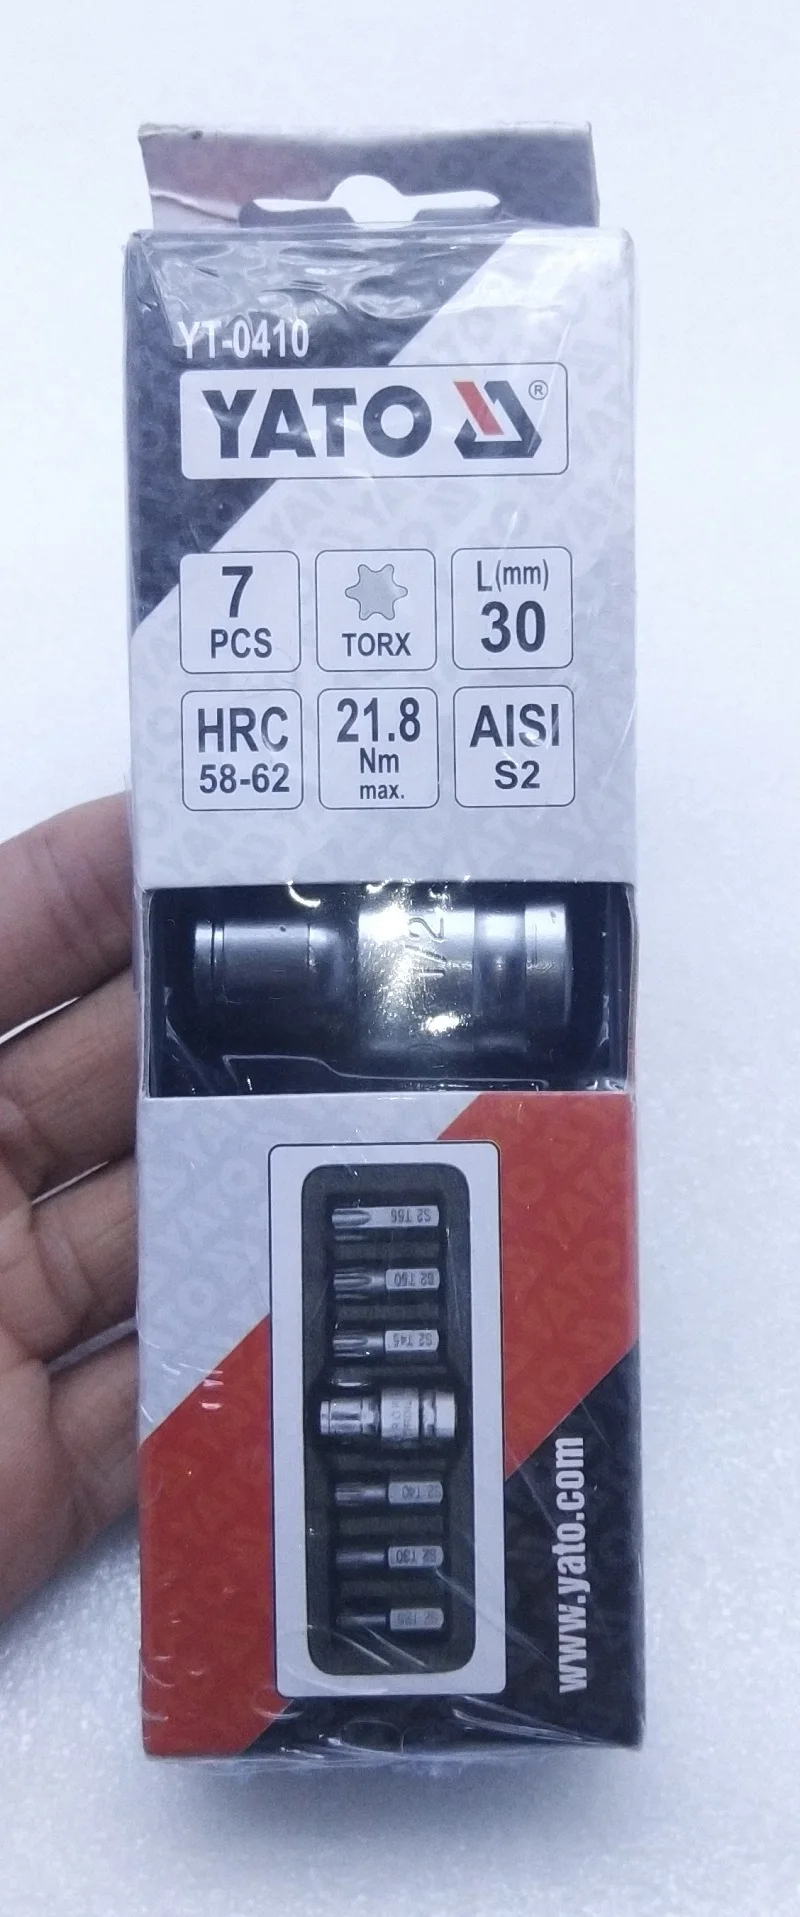 YT-0410
YATO ®
7
PCS
TORX
L(mm)
30
HRC
58-62
21.8
Nm
max.
AISI
S2
1/2
S2 T55
S2 T50
S2 T45
S2 T40
S2 T30
www.yato.com